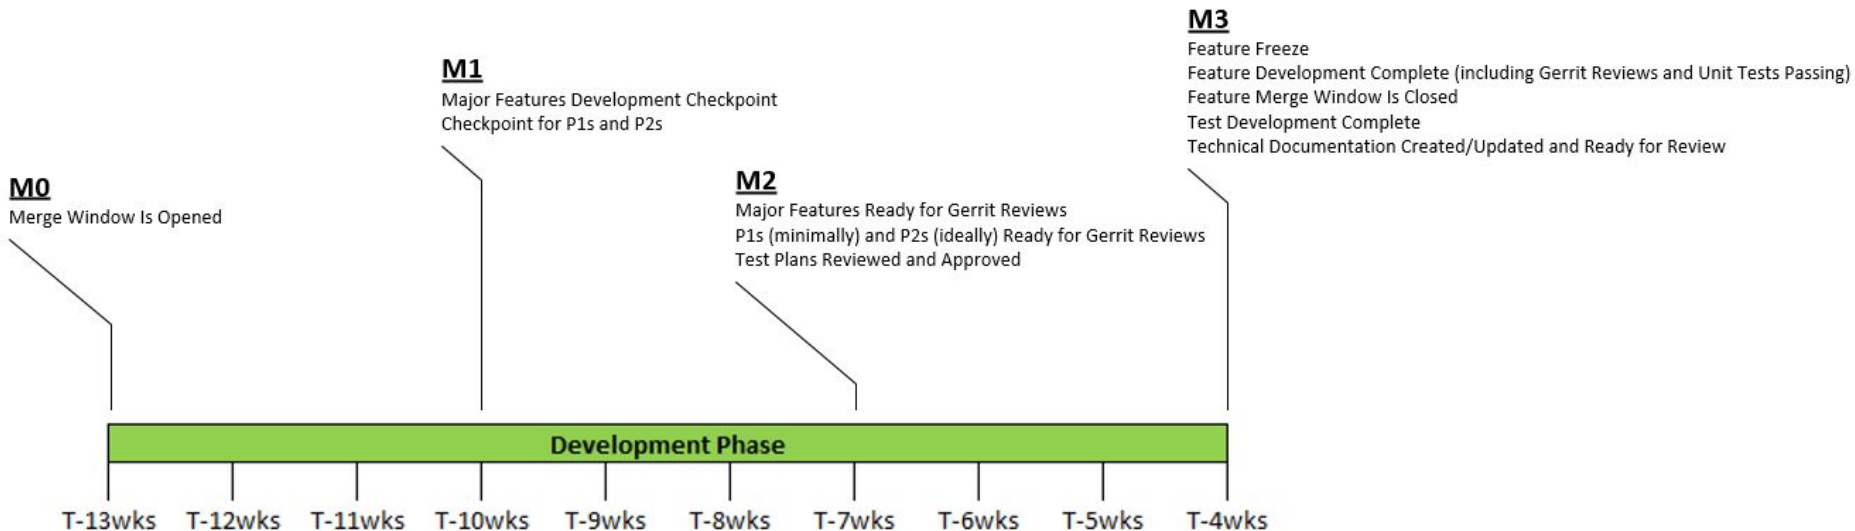 M0
Merge Window Is Opened
M1
Major Features Development Checkpoint
Checkpoint for P1s and P2s
M2
Major Features Ready for Gerrit Reviews
P1s (minimally) and P2s (ideally) Ready for Gerrit Reviews
Test Plans Reviewed and Approved
M3
Feature Freeze
Feature Development Complete (including Gerrit Reviews and Unit Tests Passing)
Feature Merge Window Is Closed
Test Development Complete
Technical Documentation Created/Updated and Ready for Review
Development Phase
T-13wks T-12wks T-11wks T-10wks T-9wks T-8wks T-7wks T-6wks T-5wks T-4wks